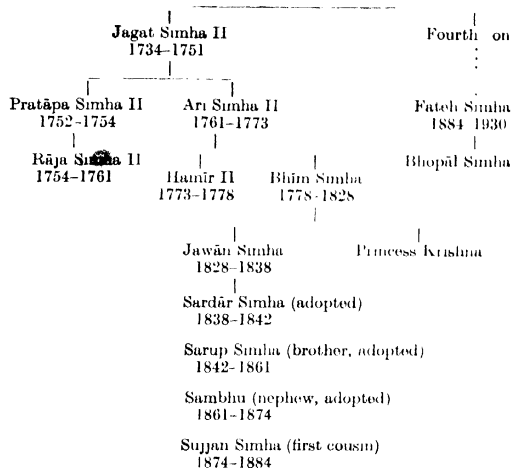 Jagat Simha II
1734–1751
Fourth on
Pratāpa Simha II
1752–1754
Ari Simha II
1761–1773
Fateh Simha
1884 1930
Rāja II
1754–1761
Hamīr II
1773–1778
Bhīm Simha
1778–1828
Bhopāl Simha
Jawān Simha
1828–1838
Princess Krishna
Sardār Simha (adopted)
1838–1842
Sarup Simha (brother, adopted)
1842–1861
Sambhu (nephew, adopted)
1861–1874
Sujjan Simha (first cousin)
1874–1884